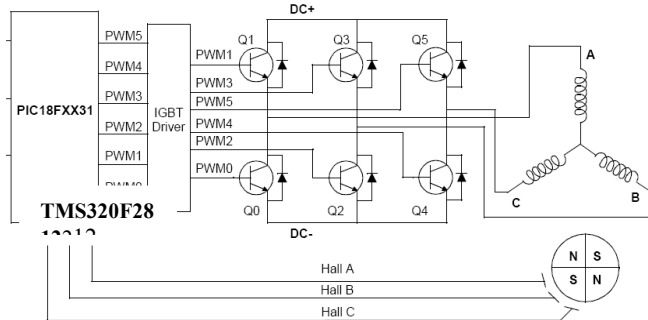 DC+
Q1
Q3
Q5
PWM5
PWM4
PWM3
PWM2
PWM1
PIC18FXX31
IGBT
Driver
PWM1
PWM3
PWM5
PWM4
PWM2
PWM0
Q0
Q2
Q4
DC-
A
B
C
TMS320F28
Hall A
Hall B
Hall C
N S
S N